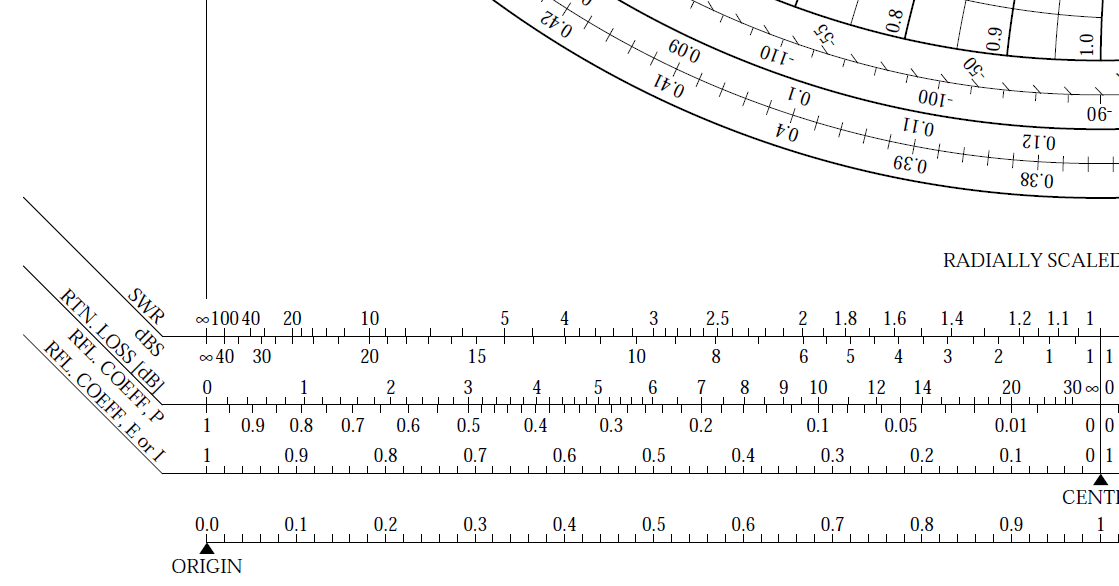 0.8
0.9
1.0
-55
-50
0.42
0.09
-110
0.41
0.1
-100
-90
0.4
0.11
0.12
0.39
0.38
RADIALLY SCALED
SWR
∞ 100 40 20 10 5 4 3 2.5 2 1.8 1.6 1.4 1.2 1.1 1
dBS
∞ 40 30 20 15 10 8 6 5 4 3 2 1 1 1
RTN. LOSS [dB]
0 1 2 3 4 5 6 7 8 9 10 12 14 20 30 ∞ 0
RFL. COEFF, P
1 0.9 0.8 0.7 0.6 0.5 0.4 0.3 0.2 0.1 0.05 0.01 0 0
RFL. COEFF, E or I
1 0.9 0.8 0.7 0.6 0.5 0.4 0.3 0.2 0.1 0 1
CENT
0.0 0.1 0.2 0.3 0.4 0.5 0.6 0.7 0.8 0.9 1
ORIGIN